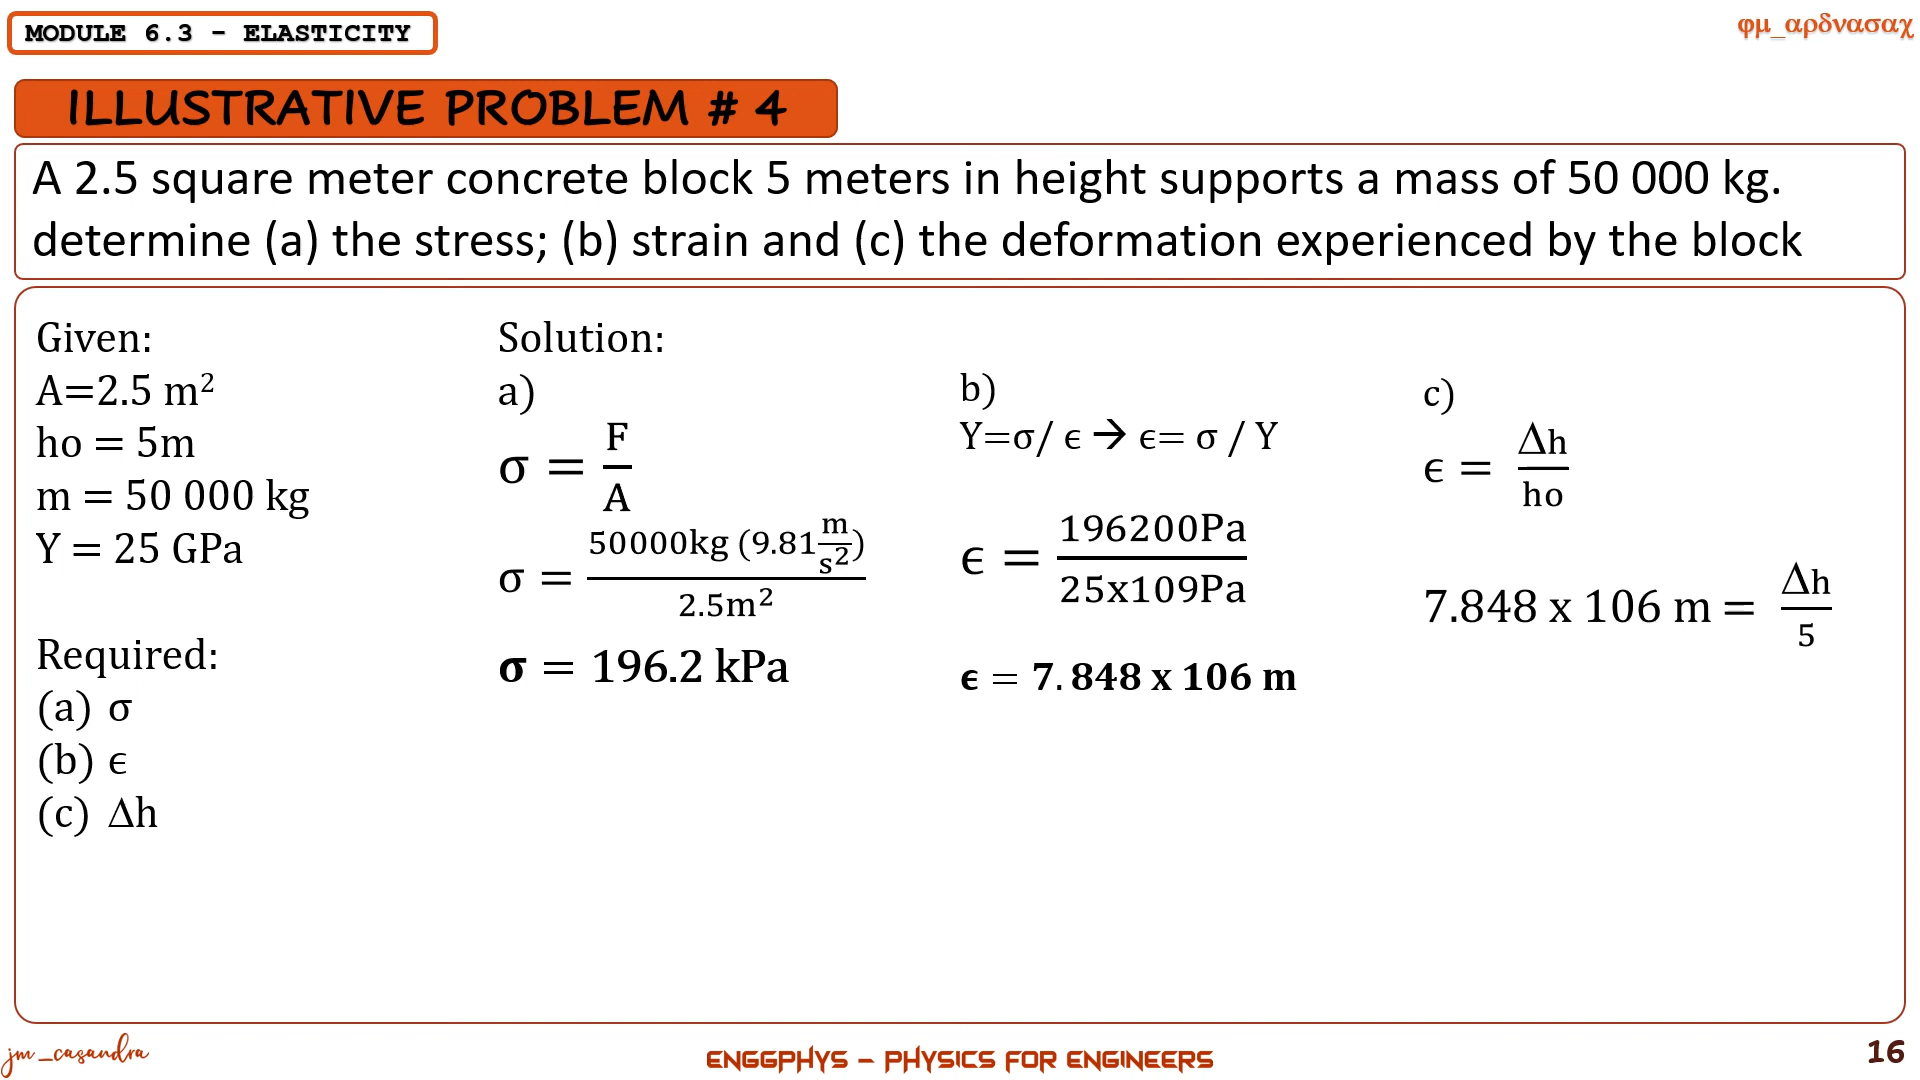 MODULE 6.3 - ELASTICITY
φμ_αρδνασαχ
ILLUSTRATIVE PROBLEM # 4
A 2.5 square meter concrete block 5 meters in height supports a mass of 50 000 kg.
determine (a) the stress; (b) strain and (c) the deformation experienced by the block
Given:
A=2.5 m²
ho = 5m
m = 50 000 kg
Y = 25 GPa
Required:
(a) σ
(b) ϵ
(c) Δh
Solution:
a)
σ = F/A
σ = 50000kg (9.81 m/s²) / 2.5m²
σ = 196.2 kPa
b)
Y=σ/ ϵ → ϵ= σ / Y
ϵ = 196200Pa / 25x109Pa
ϵ = 7.848 x 106 m
c)
ϵ = Δh/ho
7.848 x 106 m = Δh/5
jm_casandra
ENGGPHYS – PHYSICS FOR ENGINEERS
16